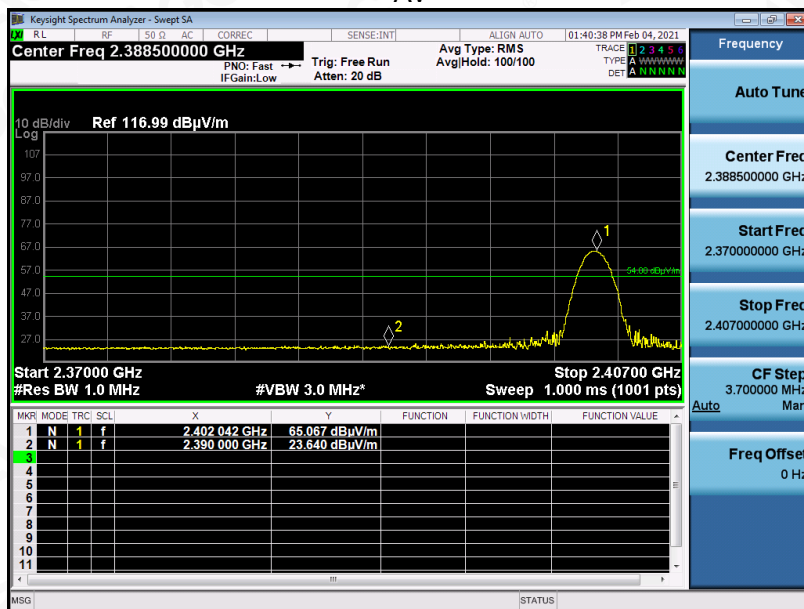 Keysight Spectrum Analyzer - Swept SA
RL RF 50 Ω AC CORREC SENSE:INT ALIGN AUTO 01:40:38 PM Feb 04, 2021
Center Freq 2.388500000 GHz
PNO: Fast
IFGain:Low
Trig: Free Run
Atten: 20 dB
Avg Type: RMS
Avg|Hold: 100/100
TRACE 1 2 3 4 5 6
TYPE A WWWWW
DET A N N N N N
10 dB/div Ref 116.99 dBµV/m
Log
107
97.0
87.0
77.0
67.0
57.0
47.0
37.0
27.0
1
2
54.00 dBµV/m
Start 2.37000 GHz Stop 2.40700 GHz
#Res BW 1.0 MHz #VBW 3.0 MHz* Sweep 1.000 ms (1001 pts)
MKR MODE TRC SCL X Y FUNCTION FUNCTION WIDTH FUNCTION VALUE
1 N 1 f 2.402 042 GHz 65.067 dBµV/m
2 N 1 f 2.390 000 GHz 23.640 dBµV/m
3
4
5
6
7
8
9
10
11
MSG STATUS
Frequency
Auto Tune
Center Freq
2.388500000 GHz
Start Freq
2.370000000 GHz
Stop Freq
2.407000000 GHz
CF Step
3.700000 MHz
Auto Man
Freq Offset
0 Hz